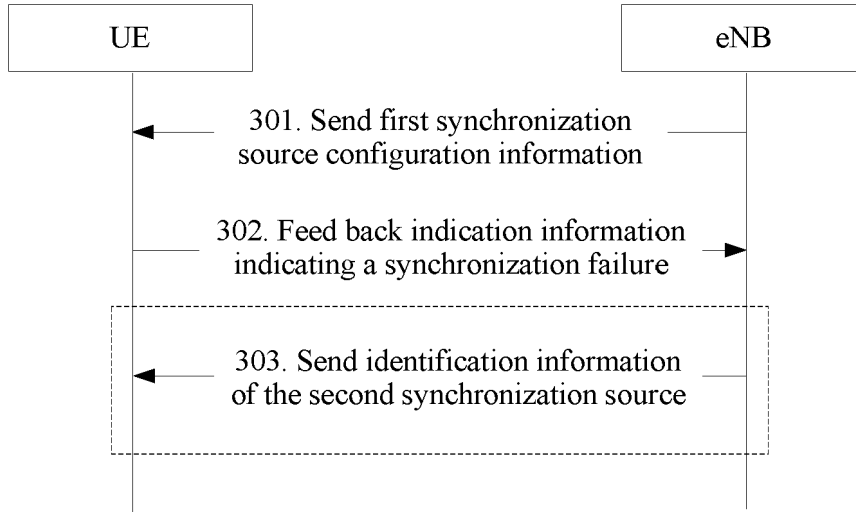 UE
eNB
301. Send first synchronization
source configuration information
302. Feed back indication information
indicating a synchronization failure
303. Send identification information
of the second synchronization source